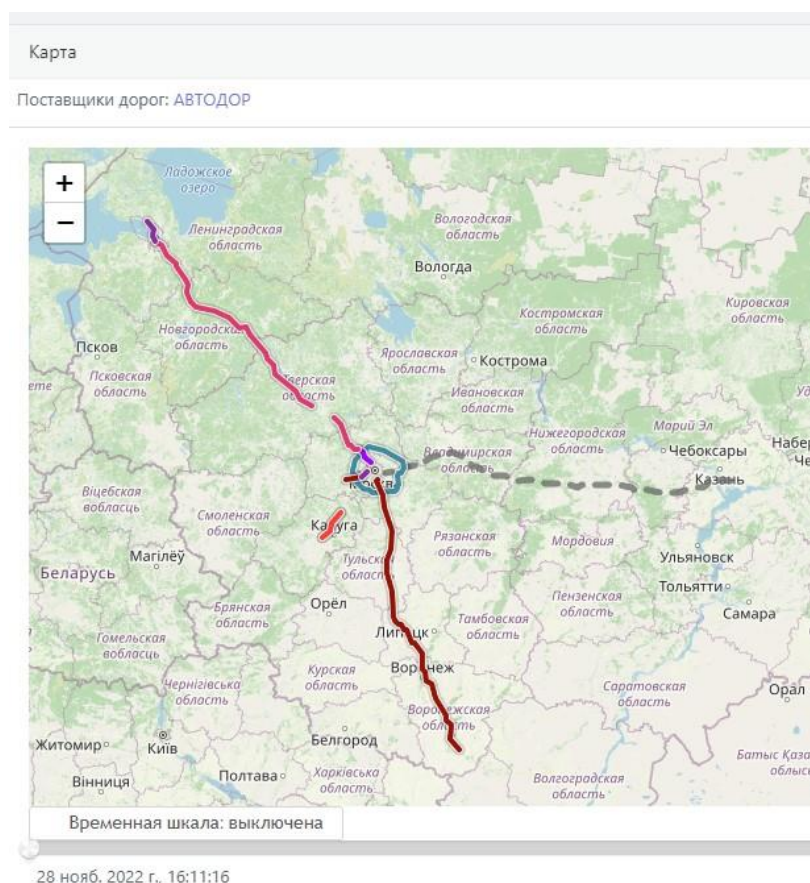 Карта
Поставщики дорог: АВТОДОР
+
−
Ладожское
озеро
Ленинградская
область
Вологодская
область
Вологда
Кировская
область
Костромская
область
Новгородская
область
Псков
Псковская
область
Тверская
область
Ярославская
область
Кострома
Ивановская
область
Марий Эл
Нижегородская
область
Чебоксары
Владимирская
область
Казань
Москва
Віцебская
вобласць
Смоленская
область
Калуга
Рязанская
область
Мордовия
Тульская
область
Ульяновск
Магілёў
Беларусь
Тольятти
Орёл
Пензенская
область
Самара
Брянская
область
Тамбовская
область
Липецк
Гомельская
вобласць
Воронеж
Курская
область
Чернігівська
область
Саратовская
область
Орал
Воронежская
область
Житомир
Київ
Белгород
Полтава
Харківська
область
Вінниця
Волгоградская
область
Батыс Қаза
облыс
Временная шкала: выключена
28 нояб. 2022 г., 16:11:16